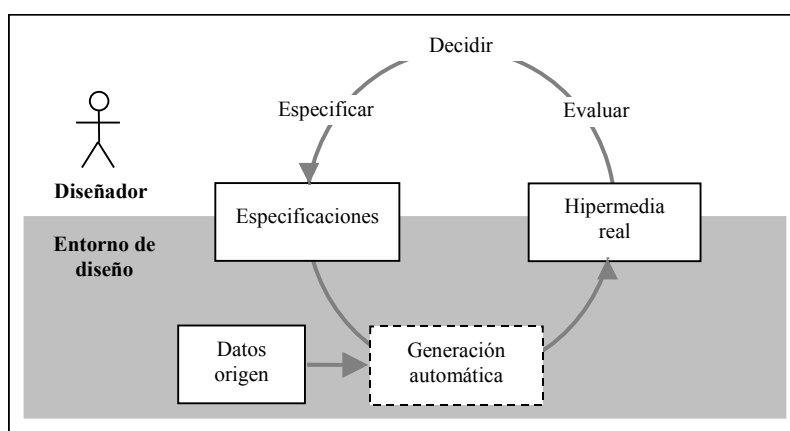 Decidir
Especificar
Evaluar
Diseñador
Especificaciones
Hipermedia
real
Entorno de
diseño
Datos
origen
Generación
automática